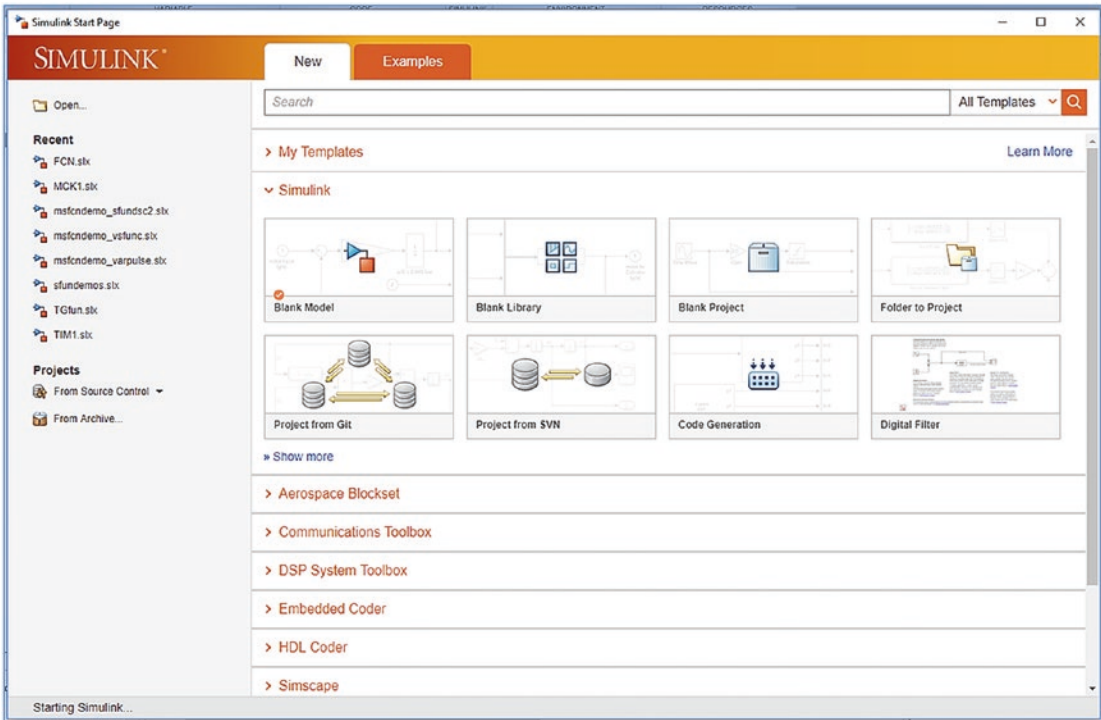 Simulink Start Page
SIMULINK®
New
Examples
Open...
Recent
FCN.slx
MCK1.slx
msfcndemo_sfundsc2.slx
msfcndemo_vsfunc.slx
msfcndemo_varpulse.slx
sfundemos.slx
TGfun.slx
TIM1.slx
Projects
From Source Control
From Archive...
Search
All Templates
My Templates
Learn More
Simulink
Blank Model
Blank Library
Blank Project
Folder to Project
Project from Git
Project from SVN
Code Generation
Digital Filter
» Show more
Aerospace Blockset
Communications Toolbox
DSP System Toolbox
Embedded Coder
HDL Coder
Simscape
Starting Simulink...